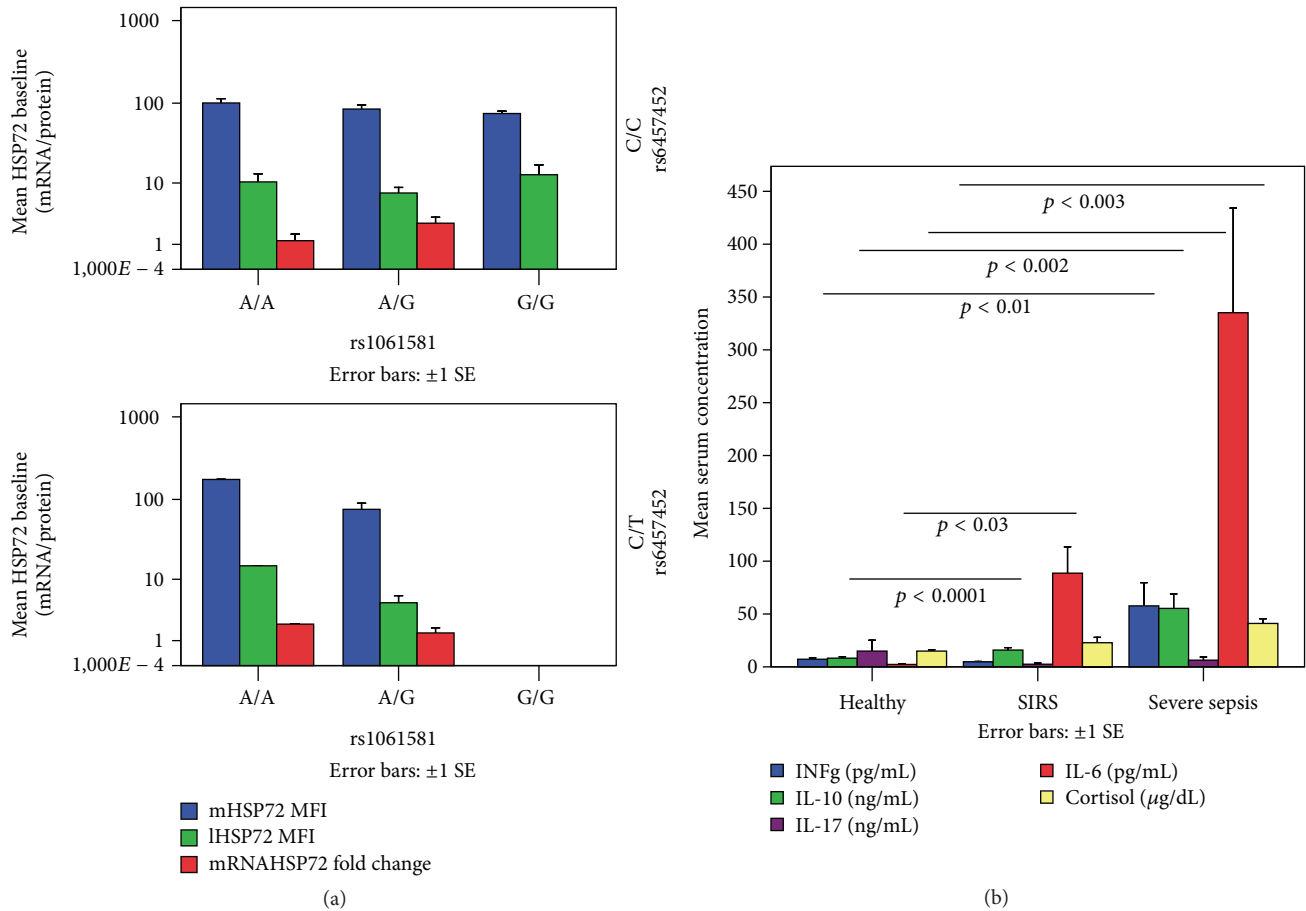 Mean HSP72 baseline
(mRNA/protein)
1000
100
10
1
1,000E − 4
A/A
A/G
G/G
rs1061581
Error bars: ±1 SE
C/C
rs6457452
Mean HSP72 baseline
(mRNA/protein)
1000
100
10
1
1,000E − 4
A/A
A/G
G/G
rs1061581
Error bars: ±1 SE
C/T
rs6457452
mHSP72 MFI
lHSP72 MFI
mRNAHSP72 fold change
(a)
Mean serum concentration
450
400
350
300
250
200
150
100
50
0
p < 0.003
p < 0.002
p < 0.01
p < 0.03
p < 0.0001
Healthy
SIRS
Severe sepsis
Error bars: ±1 SE
INFg (pg/mL)
IL-10 (ng/mL)
IL-17 (ng/mL)
IL-6 (pg/mL)
Cortisol (μg/dL)
(b)